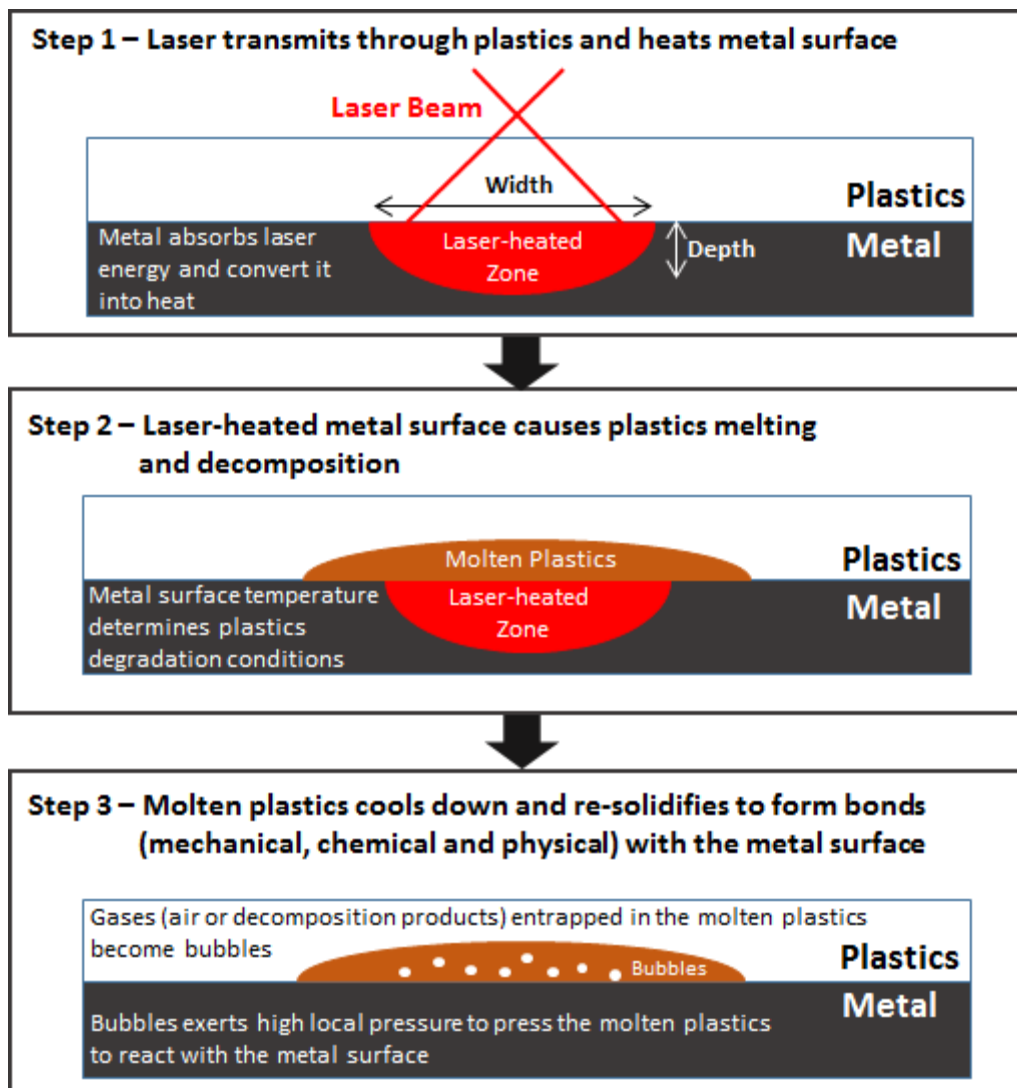 Step 1 – Laser transmits through plastics and heats metal surface
Laser Beam
Width
Plastics
Metal absorbs laser
energy and convert it
into heat
Laser-heated
Zone
Depth
Metal
Step 2 – Laser-heated metal surface causes plastics melting
and decomposition
Molten Plastics
Plastics
Metal surface temperature
determines plastics
degradation conditions
Laser-heated
Zone
Metal
Step 3 – Molten plastics cools down and re-solidifies to form bonds
(mechanical, chemical and physical) with the metal surface
Gases (air or decomposition products) entrapped in the molten plastics
become bubbles
Bubbles
Plastics
Metal
Bubbles exerts high local pressure to press the molten plastics
to react with the metal surface